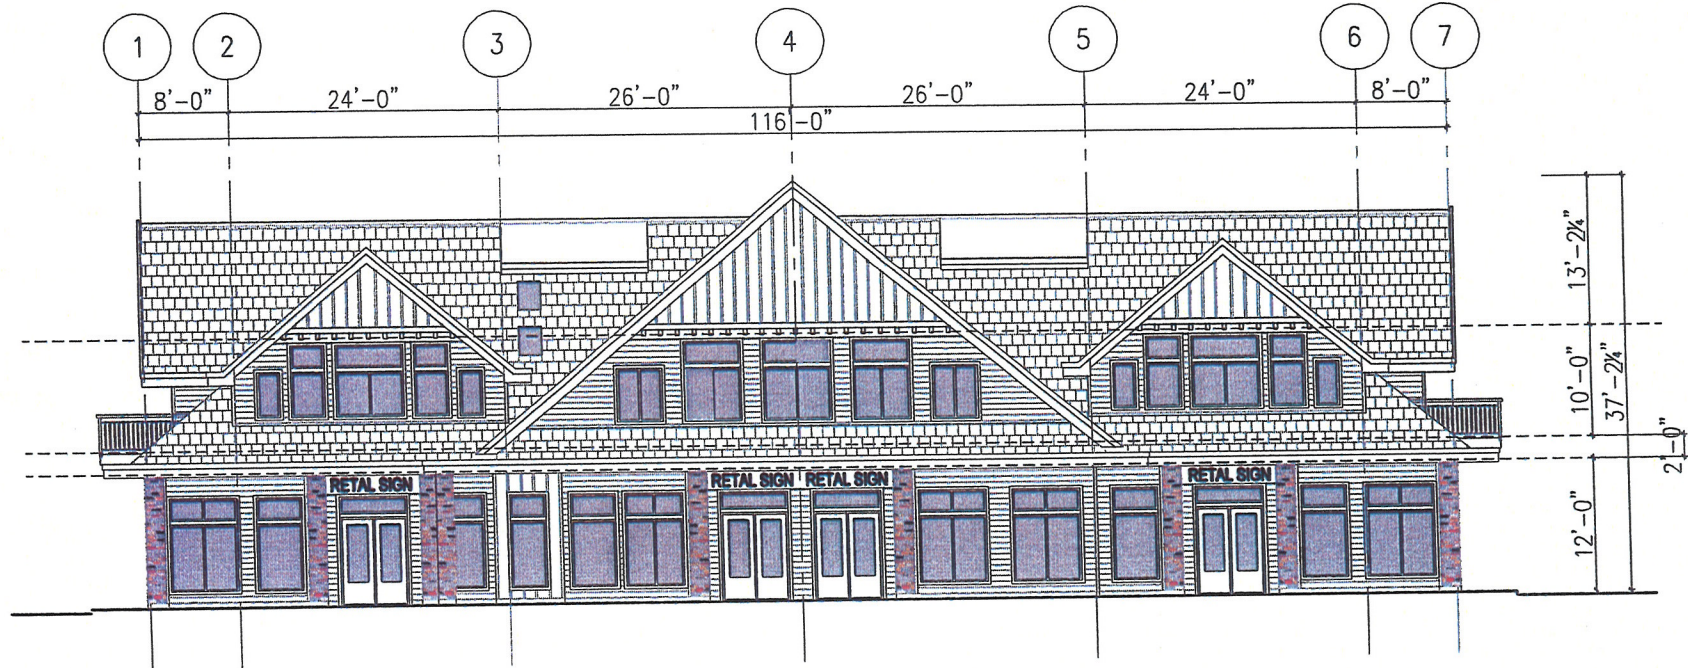 1 2 3 4 5 6 7
8'-0" 24'-0" 26'-0" 26'-0" 24'-0" 8'-0"
116'-0"
13'-2¼"
10'-0"
37'-2¼"
2'-0"
12'-0"
RETAL SIGN RETAL SIGN RETAL SIGN RETAL SIGN